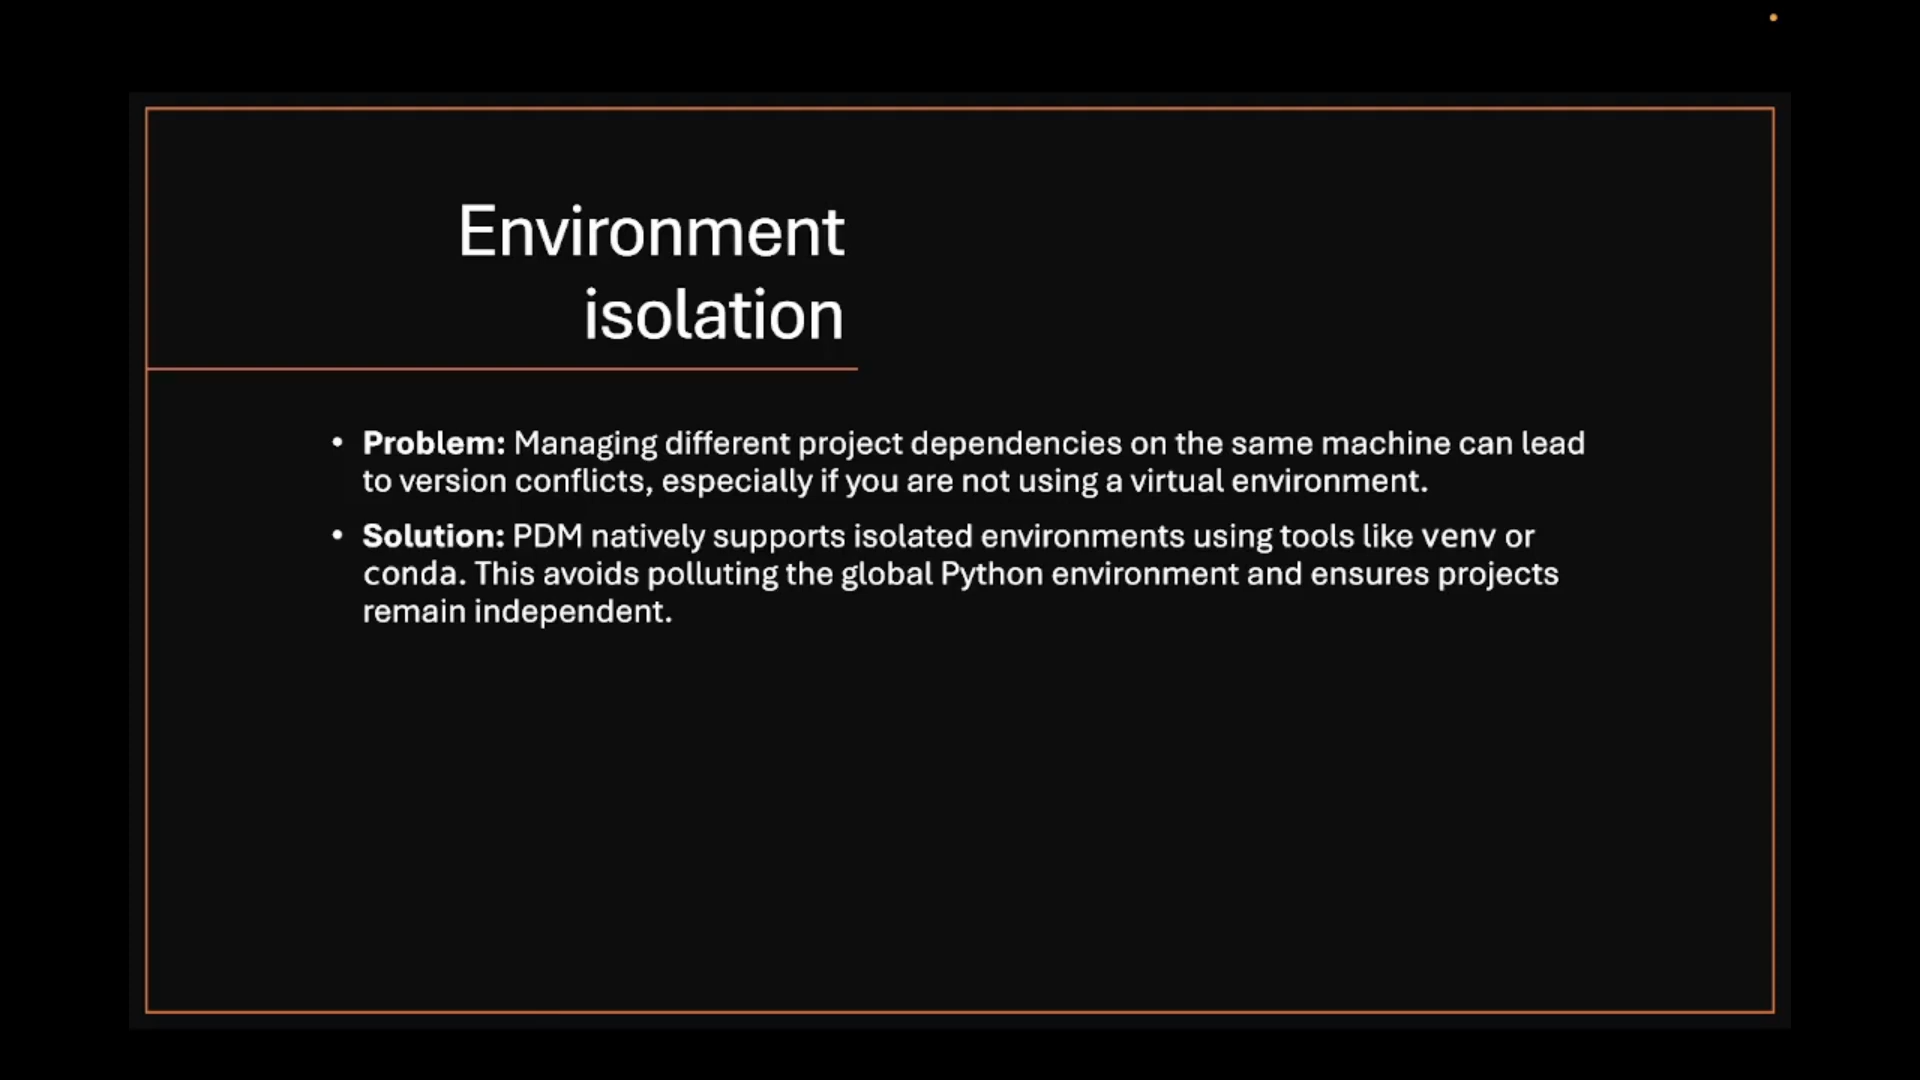 Environment
isolation
• Problem: Managing different project dependencies on the same machine can lead
to version conflicts, especially if you are not using a virtual environment.
• Solution: PDM natively supports isolated environments using tools like venv or
conda. This avoids polluting the global Python environment and ensures projects
remain independent.